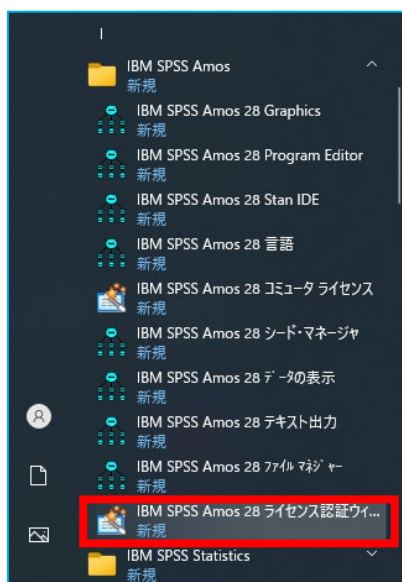 I
IBM SPSS Amos
新規
IBM SPSS Amos 28 Graphics
新規
IBM SPSS Amos 28 Program Editor
新規
IBM SPSS Amos 28 Stan IDE
新規
IBM SPSS Amos 28 言語
新規
IBM SPSS Amos 28 コミュータ ライセンス
新規
IBM SPSS Amos 28 シード・マネージャ
新規
IBM SPSS Amos 28 データの表示
新規
IBM SPSS Amos 28 テキスト出力
新規
IBM SPSS Amos 28 ファイル マネジャー
新規
IBM SPSS Amos 28 ライセンス認証ウィ...
新規
IBM SPSS Statistics
新規